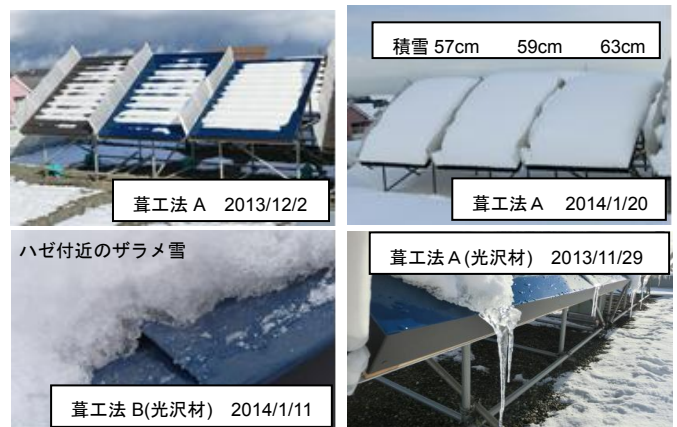 葺工法 A　2013/12/2
積雪 57cm　59cm　63cm
葺工法 A　2014/1/20
ハゼ付近のザラメ雪
葺工法 B(光沢材)　2014/1/11
葺工法 A (光沢材)　2013/11/29